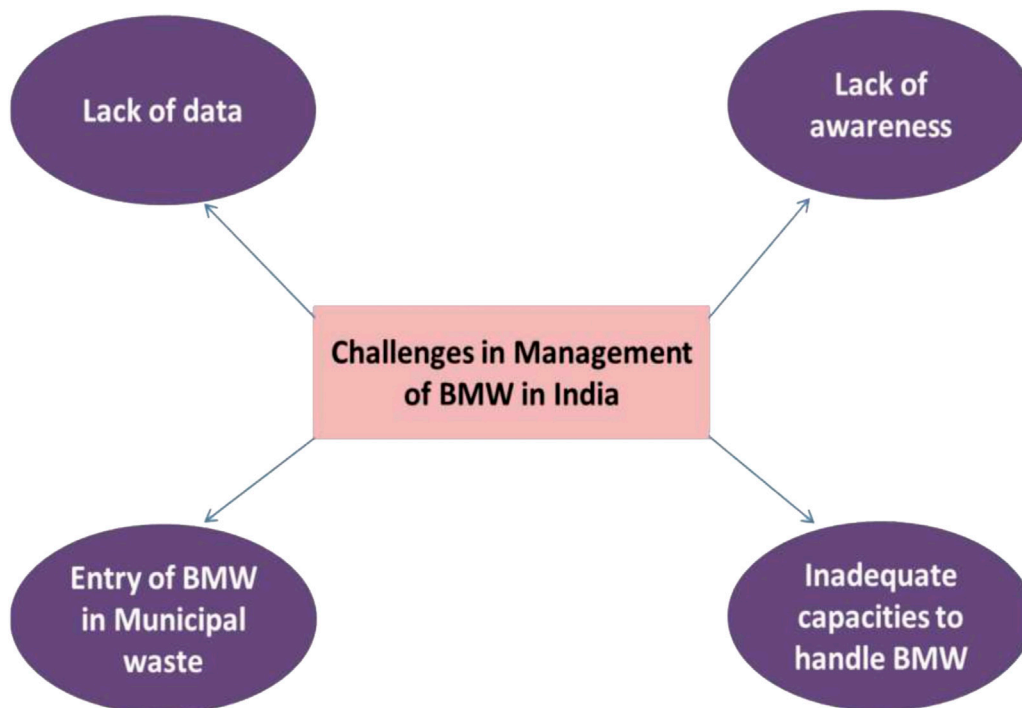 Lack of data
Lack of
awareness
Challenges in Management
of BMW in India
Entry of BMW
in Municipal
waste
Inadequate
capacities to
handle BMW